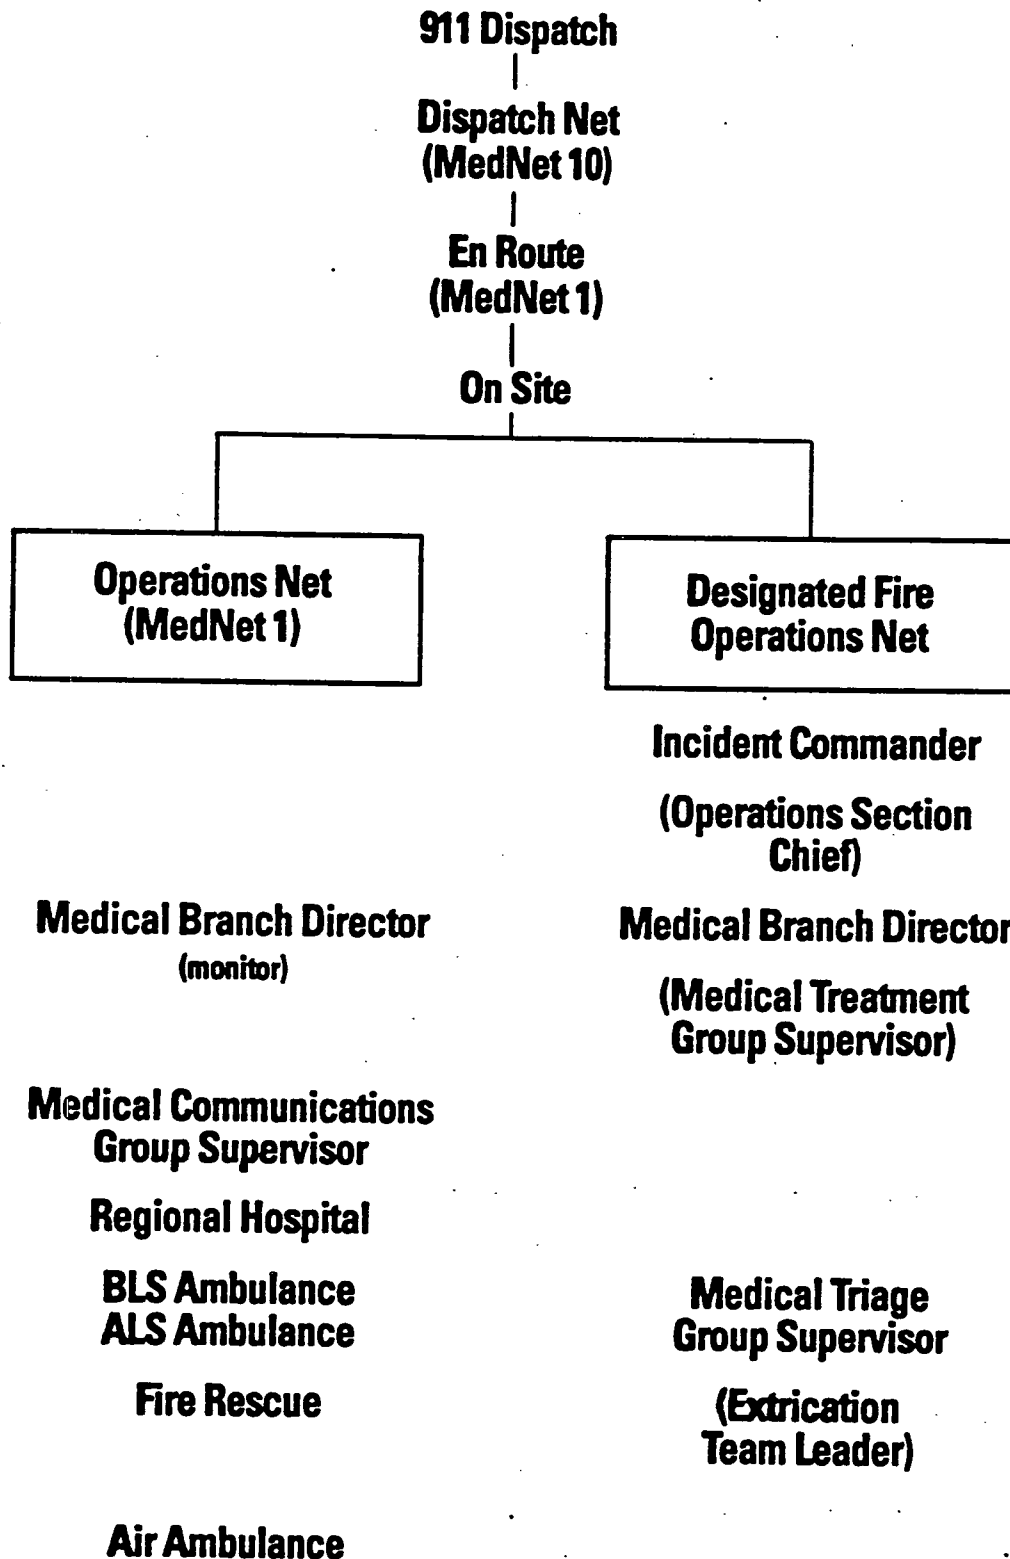 911 Dispatch
Dispatch Net
(MedNet 10)
En Route
(MedNet 1)
On Site
Operations Net
(MedNet 1)
Medical Branch Director
(monitor)
Medical Communications
Group Supervisor
Regional Hospital
BLS Ambulance
ALS Ambulance
Fire Rescue
Air Ambulance
Designated Fire
Operations Net
Incident Commander
(Operations Section
Chief)
Medical Branch Director
(Medical Treatment
Group Supervisor)
Medical Triage
Group Supervisor
(Extrication
Team Leader)